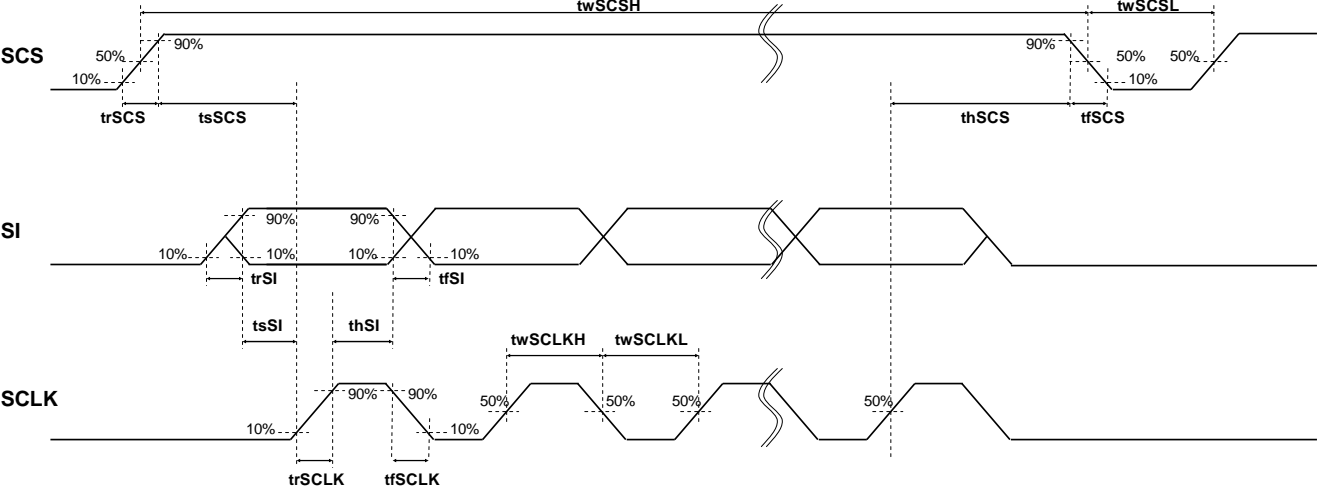 twSCSH twSCSL
SCS
90%
50%
10%
90%
50%
50%
10%
trSCS tsSCS thSCS tfSCS
SI
90% 90%
10% 10% 10% 10%
trSI tfSI
tsSI thSI
twSCLKH twSCLKL
SCLK
90% 90%
50% 50% 50% 50%
10% 10%
trSCLK tfSCLK